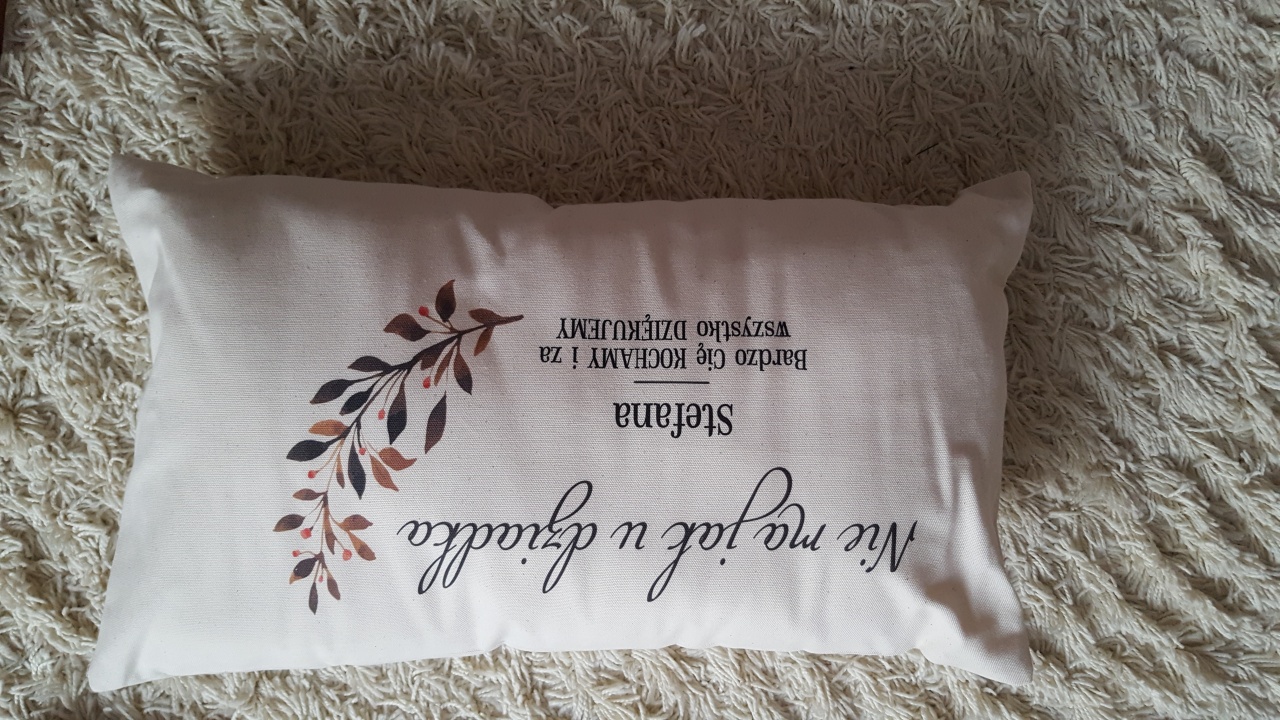 Nie ma jak u dziadka
Stefana
Bardzo Cię KOCHAMY i za
wszystko DZIĘKUJEMY